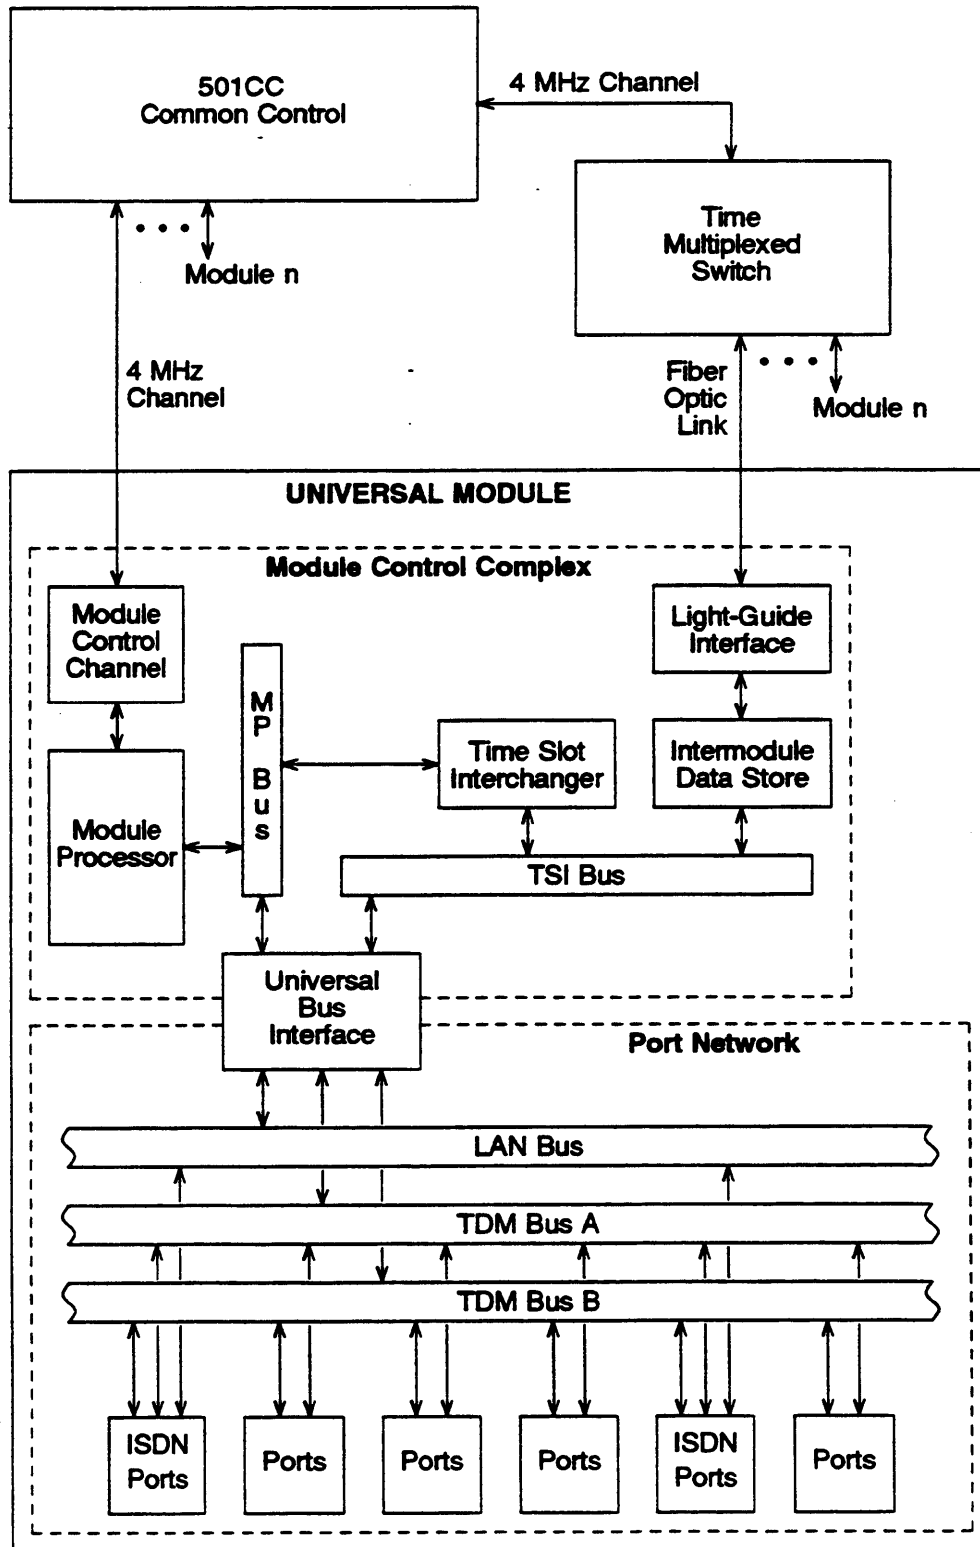 501CC
Common Control
4 MHz Channel
Time
Multiplexed
Switch
• • •
Module n
4 MHz
Channel
Fiber
Optic
Link
• • •
Module n
UNIVERSAL MODULE
Module Control Complex
Module
Control
Channel
Light-Guide
Interface
MP Bus
Time Slot
Interchanger
Intermodule
Data Store
Module
Processor
TSI Bus
Universal
Bus
Interface
Port Network
LAN Bus
TDM Bus A
TDM Bus B
ISDN
Ports
Ports
Ports
Ports
ISDN
Ports
Ports